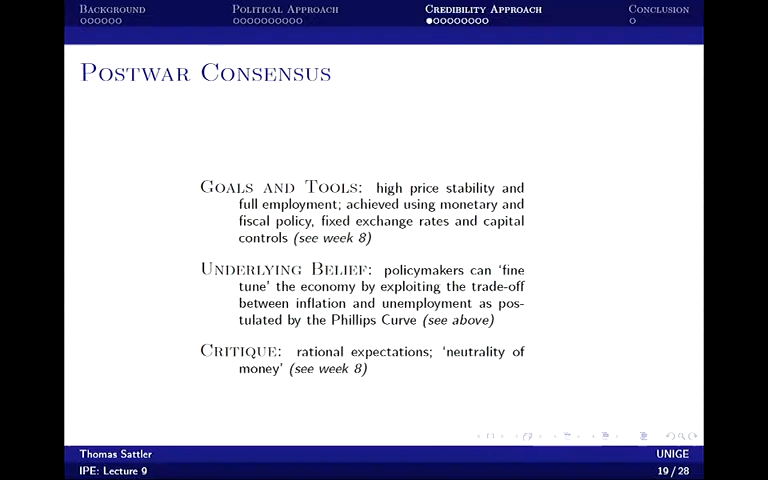 Background Political Approach Credibility Approach Conclusion
Postwar Consensus
Goals and Tools: high price stability and
full employment; achieved using monetary and
fiscal policy, fixed exchange rates and capital
controls (see week 8)
Underlying Belief: policymakers can ‘fine
tune’ the economy by exploiting the trade-off
between inflation and unemployment as pos-
tulated by the Phillips Curve (see above)
Critique: rational expectations; ‘neutrality of
money’ (see week 8)
Thomas Sattler UNIGE
IPE: Lecture 9 19 / 28